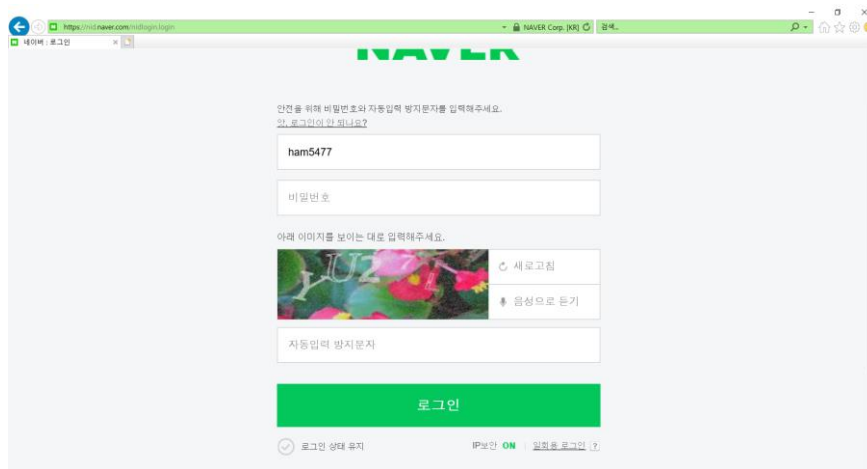 https://nid.naver.com/nidlogin.login
NAVER Corp. [KR]
검색...
네이버 : 로그인
NAVER
안전을 위해 비밀번호와 자동입력 방지문자를 입력해주세요.
앗, 로그인이 안 되나요?
ham5477
비밀번호
아래 이미지를 보이는 대로 입력해주세요.
새로고침
음성으로 듣기
자동입력 방지문자
로그인
로그인 상태 유지
IP보안 ON
일회용 로그인 ?